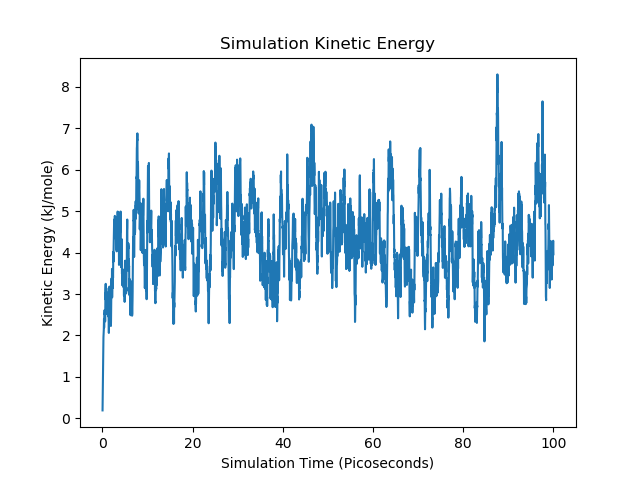 Simulation Kinetic Energy
Kinetic Energy (kJ/mole)
8
7
6
5
4
3
2
1
0
0 20 40 60 80 100
Simulation Time (Picoseconds)